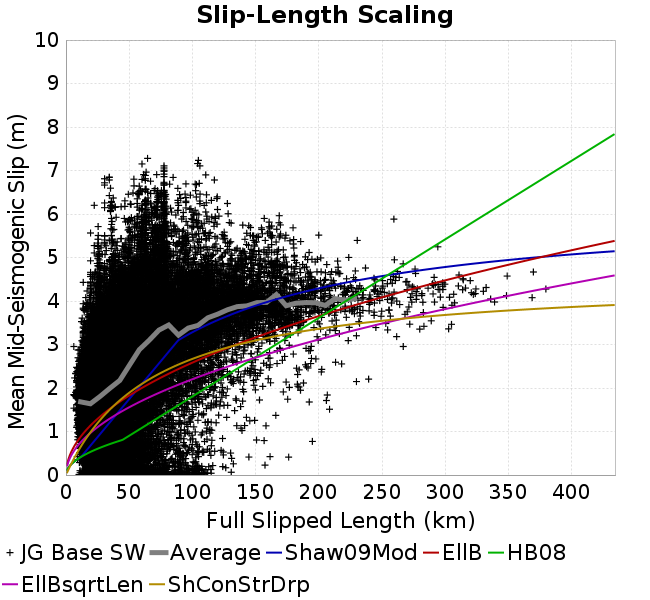 Slip-Length Scaling
Mean Mid-Seismogenic Slip (m)
10
9
8
7
6
5
4
3
2
1
0
0 50 100 150 200 250 300 350 400
Full Slipped Length (km)
JG Base SW Average Shaw09Mod EllB HB08
EllBsqrtLen ShConStrDrp